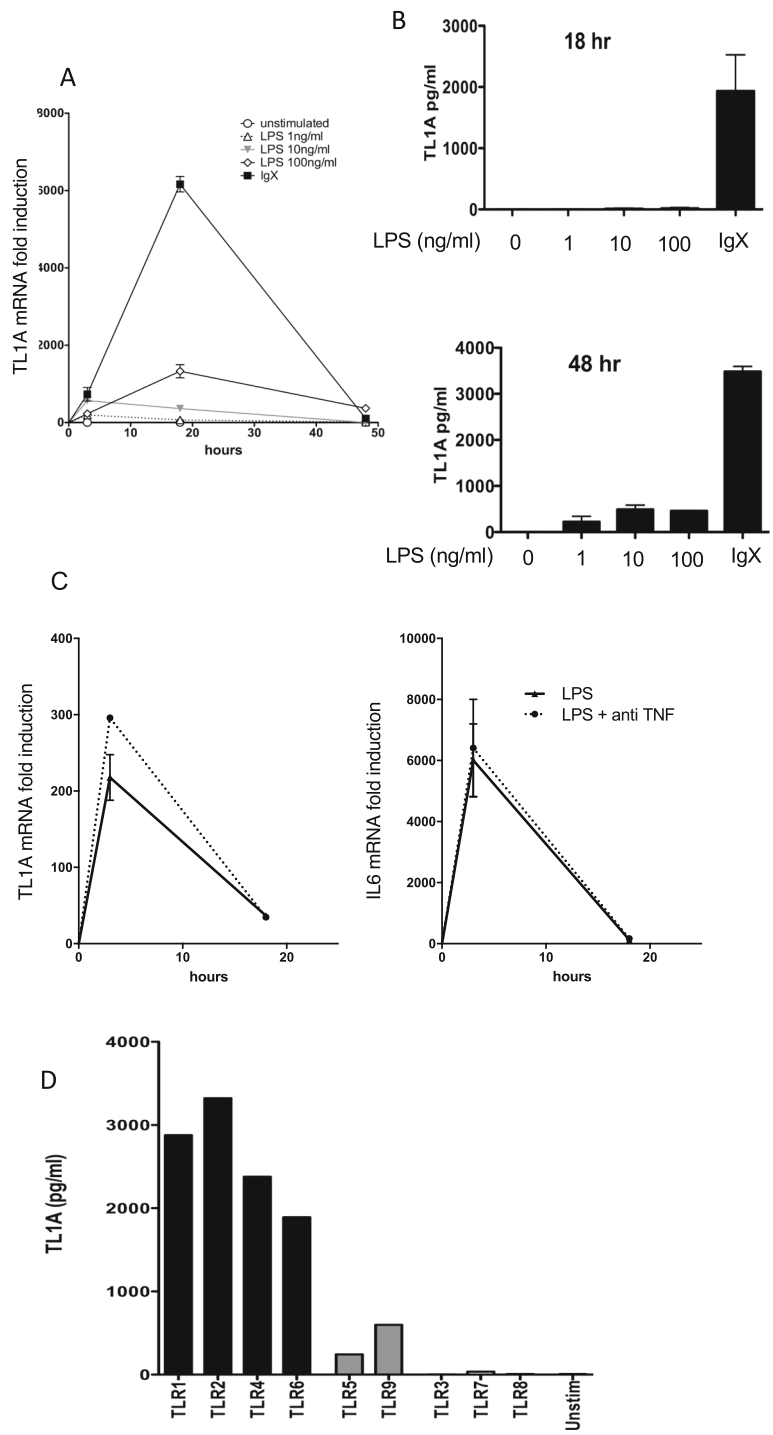 A
TL1A mRNA fold induction
8000
6000
4000
2000
0
0 10 20 30 40 50
hours
unstimulated
LPS 1ng/ml
LPS 10ng/ml
LPS 100ng/ml
IgX
B
18 hr
TL1A pg/ml
3000
2000
1000
0
LPS (ng/ml) 0 1 10 100 IgX
48 hr
TL1A pg/ml
4000
3000
2000
1000
0
LPS (ng/ml) 0 1 10 100 IgX
C
TL1A mRNA fold induction
400
300
200
100
0
0 10 20
hours
IL6 mRNA fold induction
10000
8000
6000
4000
2000
0
0 10 20
hours
LPS
LPS + anti TNF
D
TL1A (pg/ml)
4000
3000
2000
1000
0
TLR1 TLR2 TLR4 TLR6 TLR5 TLR9 TLR3 TLR7 TLR8 Unstim